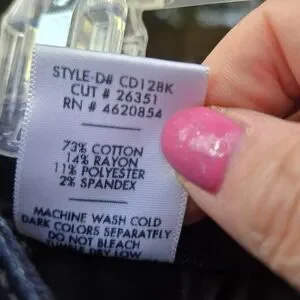 STYLE-D# CD128K
CUT # 26351
RN # 4620854
73% COTTON
14% RAYON
11% POLYESTER
2% SPANDEX
MACHINE WASH COLD
DARK COLORS SEPARATELY
DO NOT BLEACH
TUMBLE DRY LOW